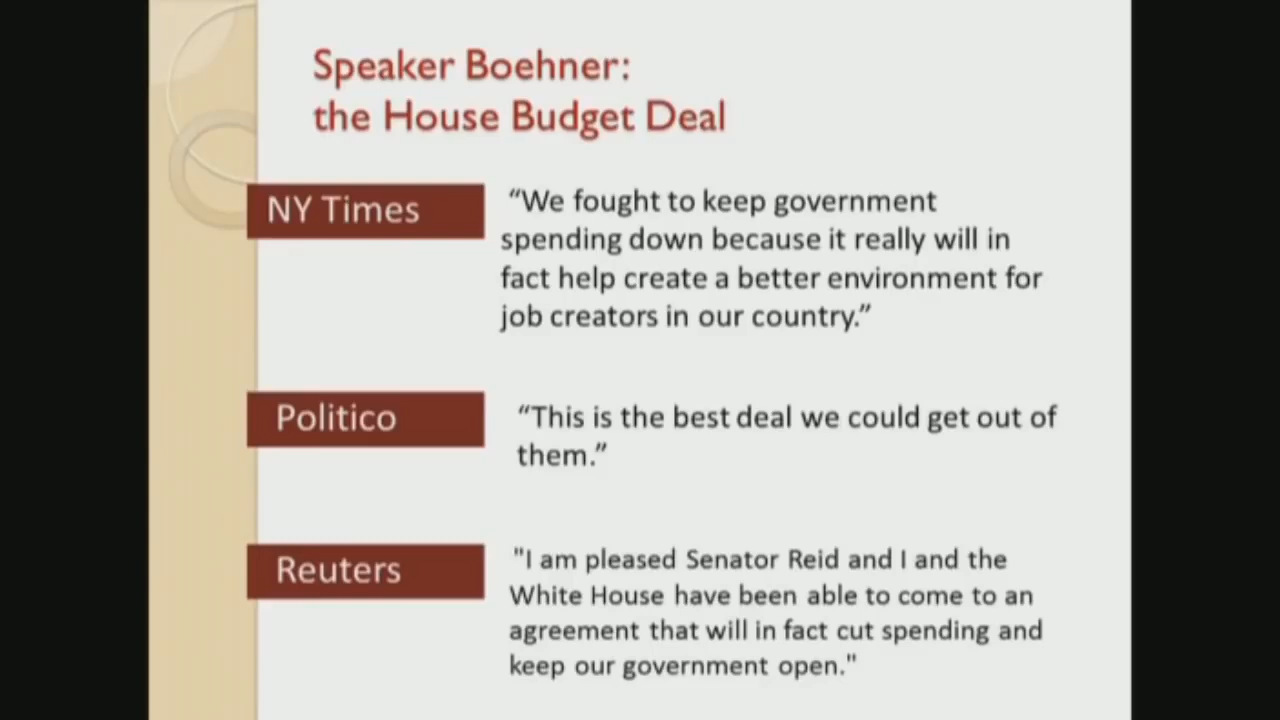 Speaker Boehner:
the House Budget Deal
NY Times
“We fought to keep government
spending down because it really will in
fact help create a better environment for
job creators in our country.”
Politico
“This is the best deal we could get out of
them.”
Reuters
"I am pleased Senator Reid and I and the
White House have been able to come to an
agreement that will in fact cut spending and
keep our government open."